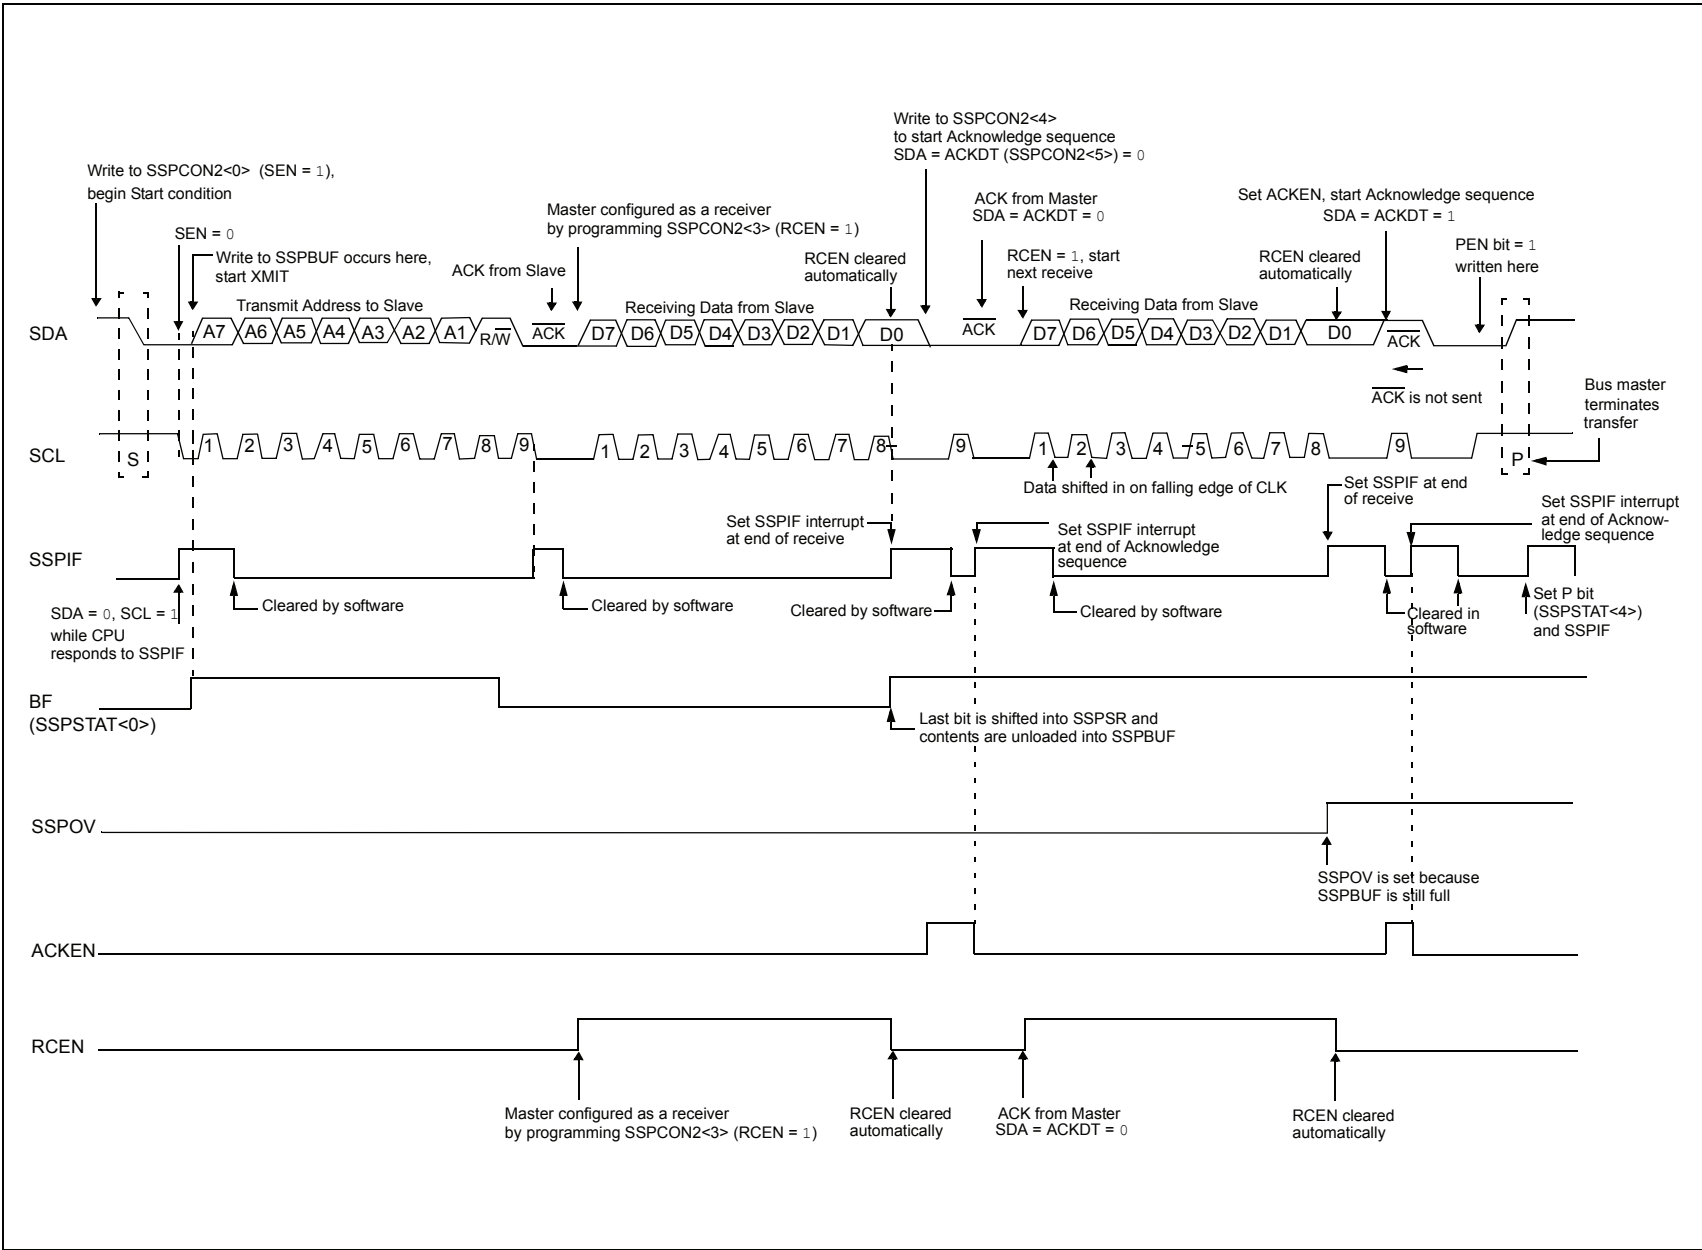 Write to SSPCON2<4>
to start Acknowledge sequence
SDA = ACKDT (SSPCON2<5>) = 0
Write to SSPCON2<0> (SEN = 1),
begin Start condition
ACK from Master
SDA = ACKDT = 0
Set ACKEN, start Acknowledge sequence
SDA = ACKDT = 1
Master configured as a receiver
by programming SSPCON2<3> (RCEN = 1)
SEN = 0
PEN bit = 1
written here
Write to SSPBUF occurs here,
start XMIT
ACK from Slave
RCEN cleared
automatically
RCEN = 1, start
next receive
RCEN cleared
automatically
Transmit Address to Slave
Receiving Data from Slave
Receiving Data from Slave
SDA
A7 A6 A5 A4 A3 A2 A1 R/W ACK D7 D6 D5 D4 D3 D2 D1 D0 ACK D7 D6 D5 D4 D3 D2 D1 D0 ACK
ACK is not sent
Bus master
terminates
transfer
SCL
S 1 2 3 4 5 6 7 8 9 1 2 3 4 5 6 7 8 9 1 2 3 4 5 6 7 8 9 P
Data shifted in on falling edge of CLK
Set SSPIF at end
of receive
Set SSPIF interrupt
at end of receive
Set SSPIF interrupt
at end of Acknowledge
sequence
Set SSPIF interrupt
at end of Acknow-
ledge sequence
SSPIF
SDA = 0, SCL = 1
while CPU
responds to SSPIF
Cleared by software
Cleared by software
Cleared by software
Cleared by software
Cleared in
software
Set P bit
(SSPSTAT<4>)
and SSPIF
BF
(SSPSTAT<0>)
Last bit is shifted into SSPSR and
contents are unloaded into SSPBUF
SSPOV
SSPOV is set because
SSPBUF is still full
ACKEN
RCEN
Master configured as a receiver
by programming SSPCON2<3> (RCEN = 1)
RCEN cleared
automatically
ACK from Master
SDA = ACKDT = 0
RCEN cleared
automatically